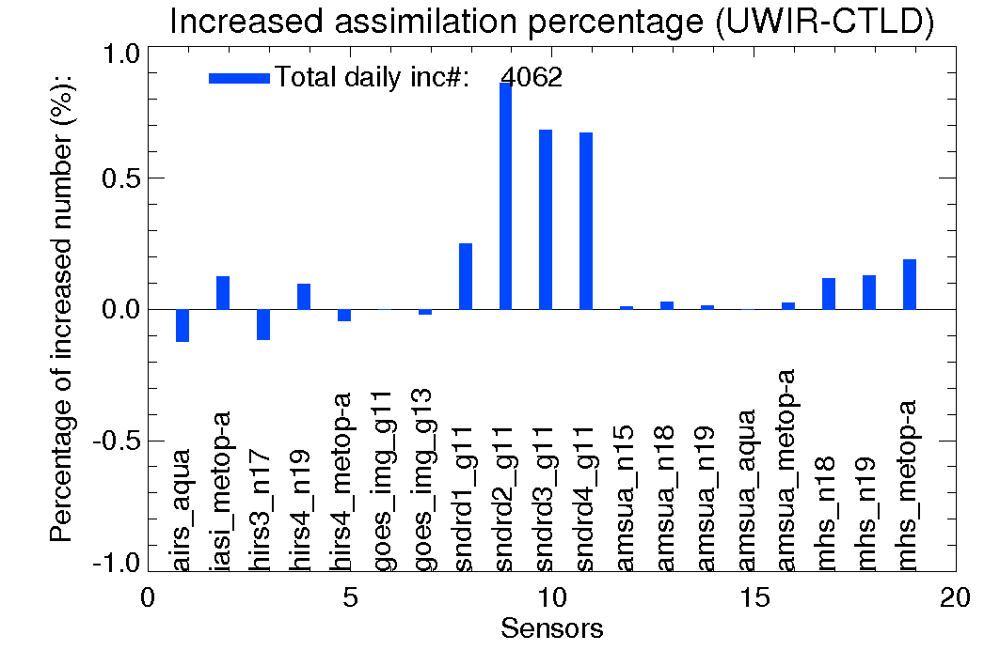 Increased assimilation percentage (UWIR-CTLD)
Percentage of increased number (%):
1.0
0.5
0.0
-0.5
-1.0
Total daily inc#: 4062
airs_aqua
iasi_metop-a
hirs3_n17
hirs4_n19
hirs4_metop-a
goes_img_g11
goes_img_g13
sndrd1_g11
sndrd2_g11
sndrd3_g11
sndrd4_g11
amsua_n15
amsua_n18
amsua_n19
amsua_aqua
amsua_metop-a
mhs_n18
mhs_n19
mhs_metop-a
0 5 10 15 20
Sensors